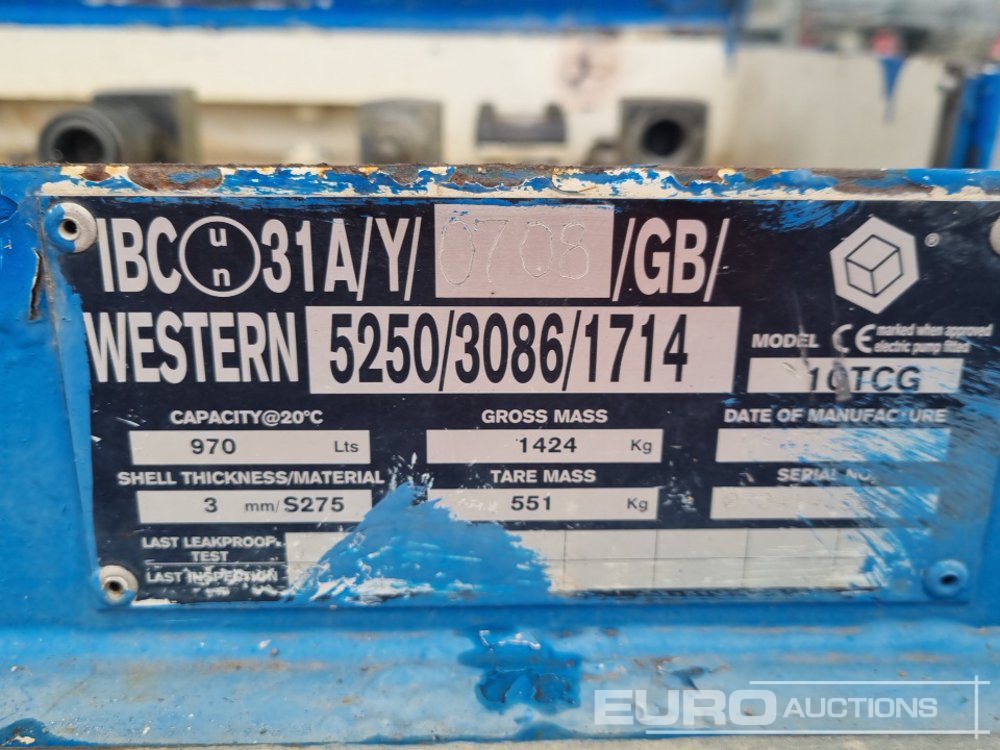 IBC un 31A/Y/ 0708 /GB/
WESTERN 5250/3086/1714
®
MODEL CE marked when approved
electric pump fitted
10TCG
CAPACITY@20°C GROSS MASS DATE OF MANUFACTURE
970 Lts 1424 Kg
SHELL THICKNESS/MATERIAL TARE MASS SERIAL NO.
3 mm/S275 551 Kg
LAST LEAKPROOF-
TEST
LAST INSPECTION
EURO AUCTIONS